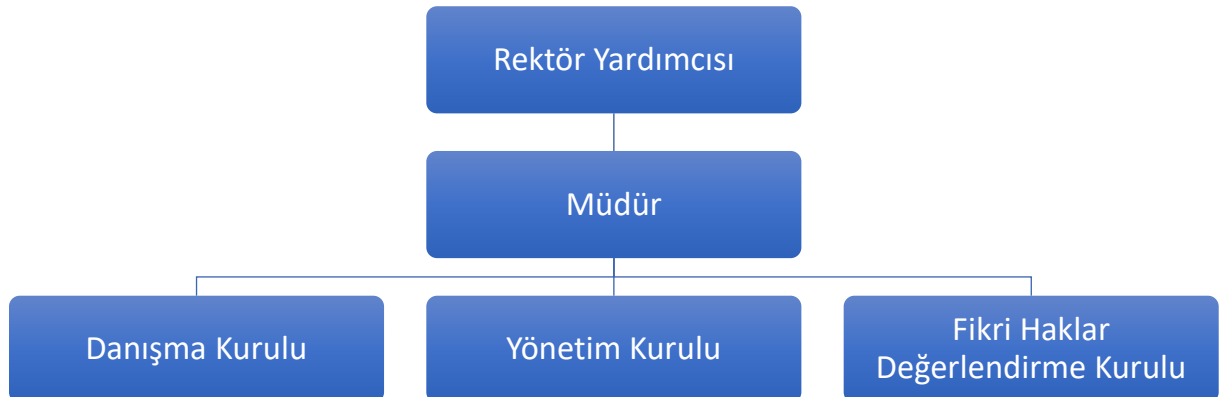 Rektör Yardımcısı
Müdür
Danışma Kurulu
Yönetim Kurulu
Fikri Haklar
Değerlendirme Kurulu